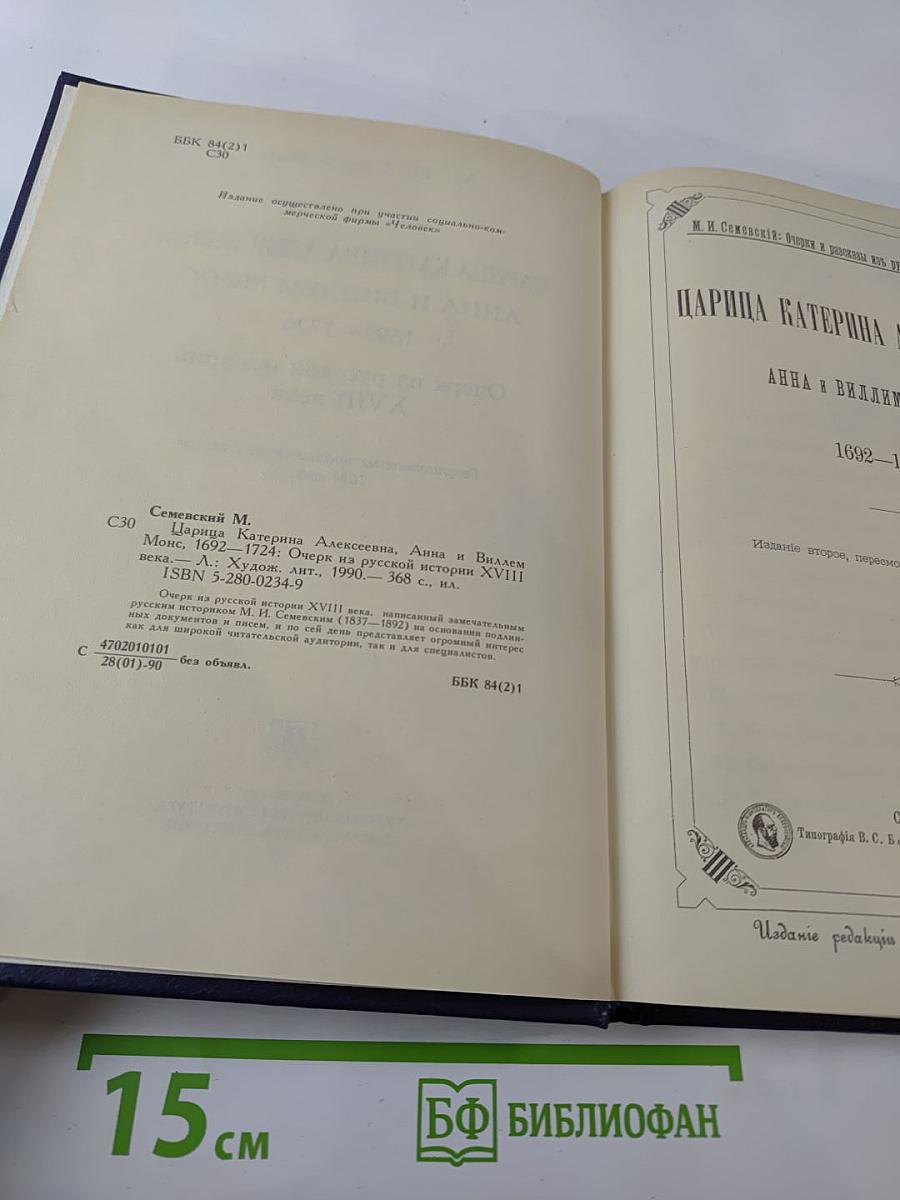 ББК 84(2)1
С30
Издание осуществлено при участии социально-ком-
мерческой фирмы «Человек»
Семевский М.
С30 Царица Катерина Алексеевна, Анна и Виллем
Монс, 1692—1724: Очерк из русской истории XVIII
века.— Л.: Худож. лит., 1990.— 368 с., ил.
ISBN 5-280-0234-9
Очерк из русской истории XVIII века, написанный замечательным
русским историком М. И. Семевским (1837—1892) на основании подлин-
ных документов и писем, и по сей день представляет огромный интерес
как для широкой читательской аудитории, так и для специалистов.
С 4702010101
28(01)-90 без объявл.
ББК 84(2)1
М. И. Семевскій: Очерки и разсказы изъ
ЦАРИЦА КАТЕРИНА
АННА и ВИЛЛИМ
1692—1
Изданіе второе,
Типографія В. С.
Изданіе редакціи
15 см
БФ БИБЛИОФАН